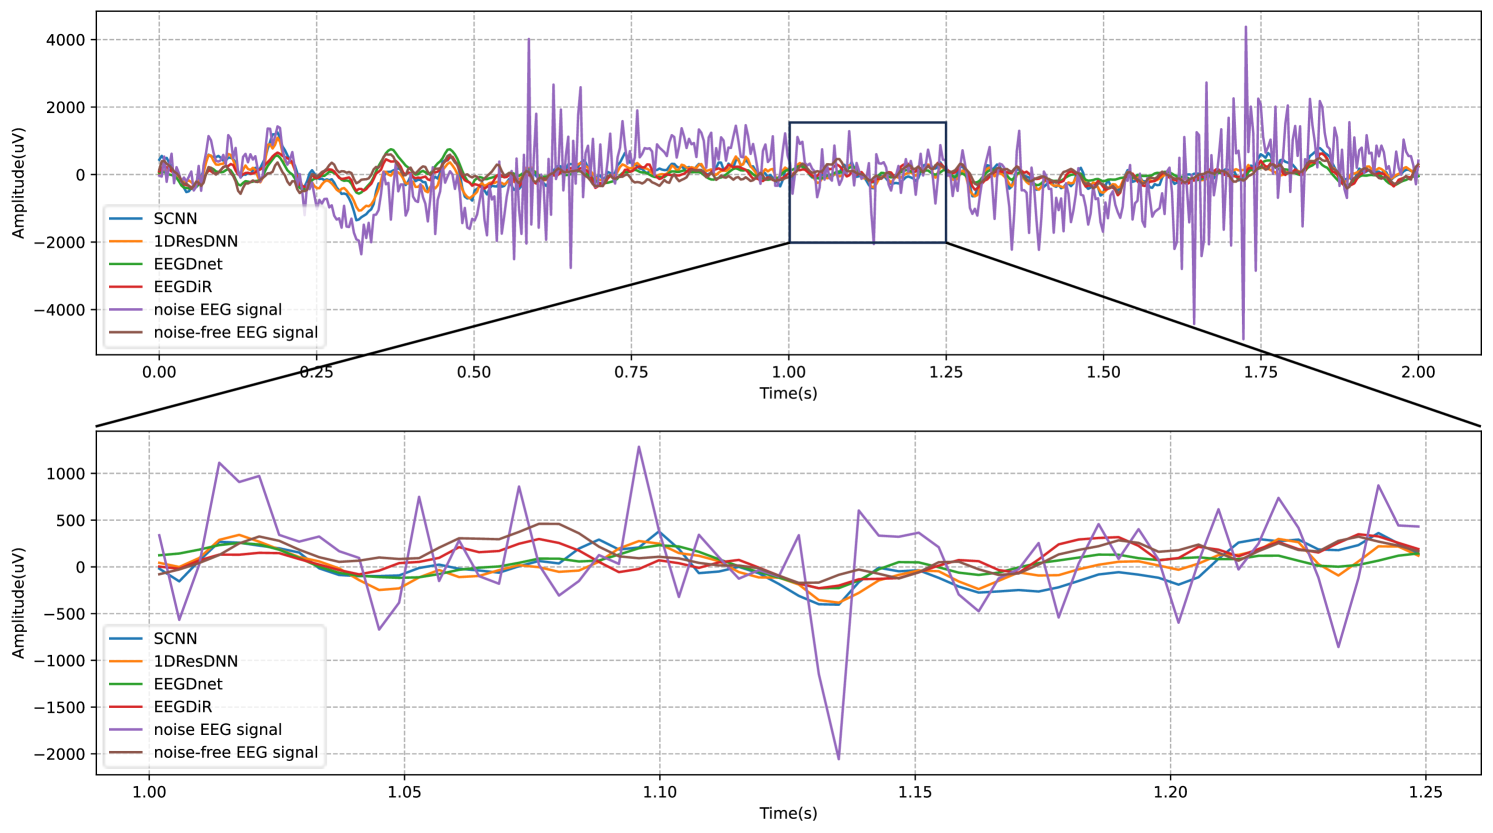 4000
2000
0
−2000
−4000
Amplitude(uV)
SCNN
1DResDNN
EEGDnet
EEGDiR
noise EEG signal
noise-free EEG signal
0.00 0.25 0.50 0.75 1.00 1.25 1.50 1.75 2.00
Time(s)
1000
500
0
−500
−1000
−1500
−2000
Amplitude(uV)
SCNN
1DResDNN
EEGDnet
EEGDiR
noise EEG signal
noise-free EEG signal
1.00 1.05 1.10 1.15 1.20 1.25
Time(s)